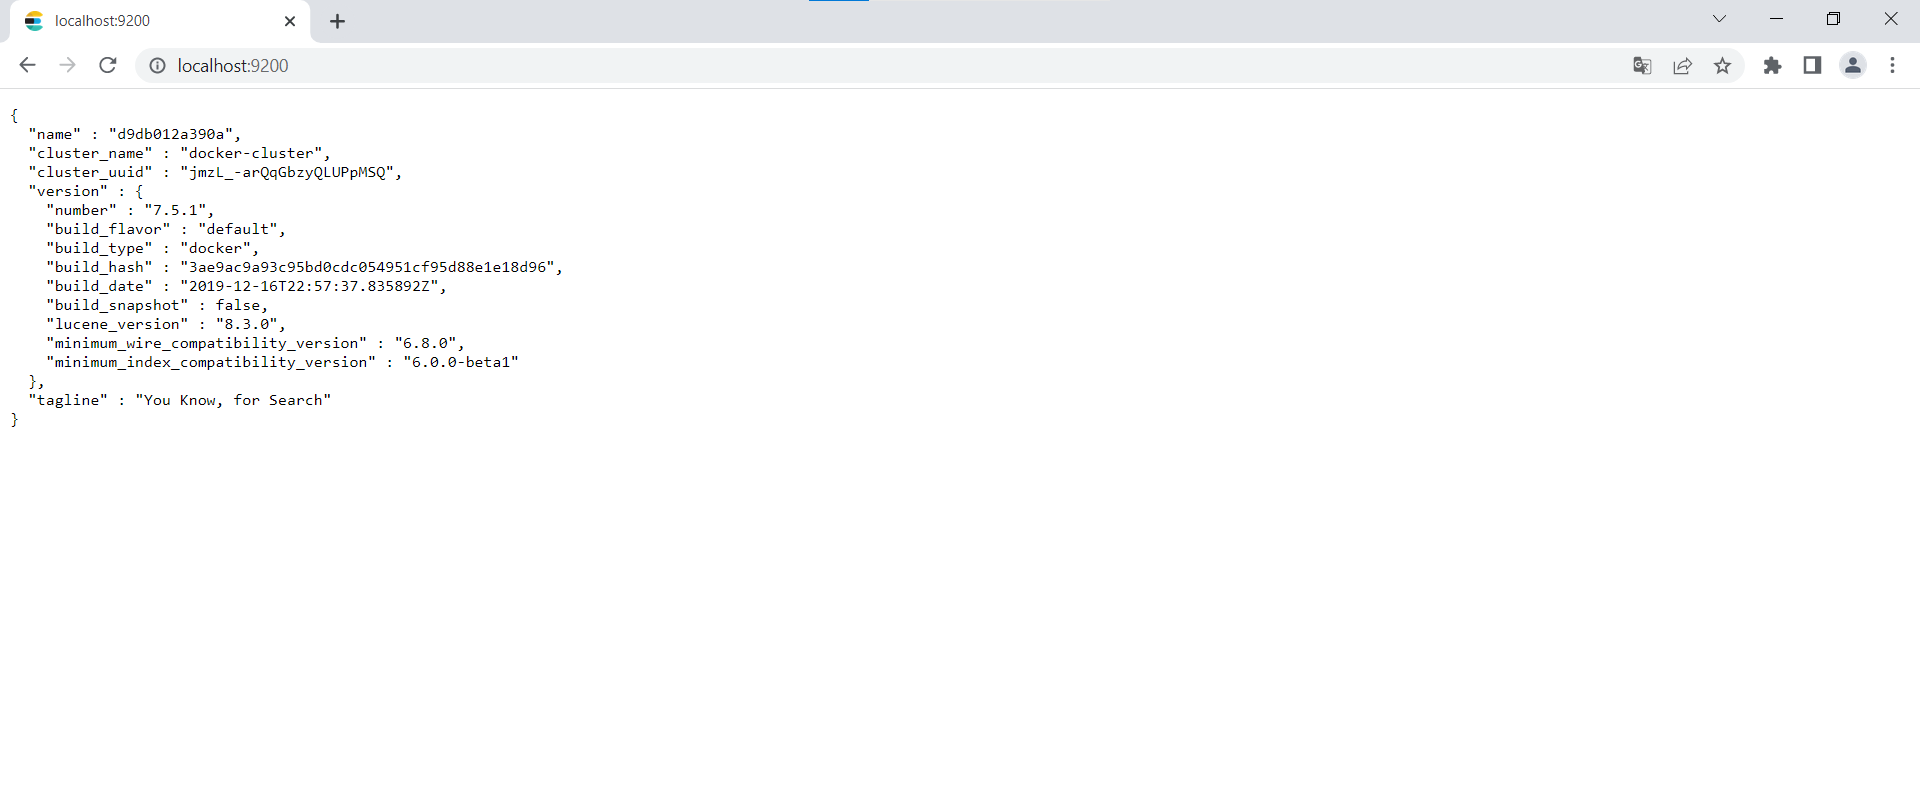 localhost:9200
localhost:9200
{
  "name" : "d9db012a390a",
  "cluster_name" : "docker-cluster",
  "cluster_uuid" : "jmzL_-arQqGbzyQLUPpMSQ",
  "version" : {
    "number" : "7.5.1",
    "build_flavor" : "default",
    "build_type" : "docker",
    "build_hash" : "3ae9ac9a93c95bd0cdc054951cf95d88e1e18d96",
    "build_date" : "2019-12-16T22:57:37.835892Z",
    "build_snapshot" : false,
    "lucene_version" : "8.3.0",
    "minimum_wire_compatibility_version" : "6.8.0",
    "minimum_index_compatibility_version" : "6.0.0-beta1"
  },
  "tagline" : "You Know, for Search"
}